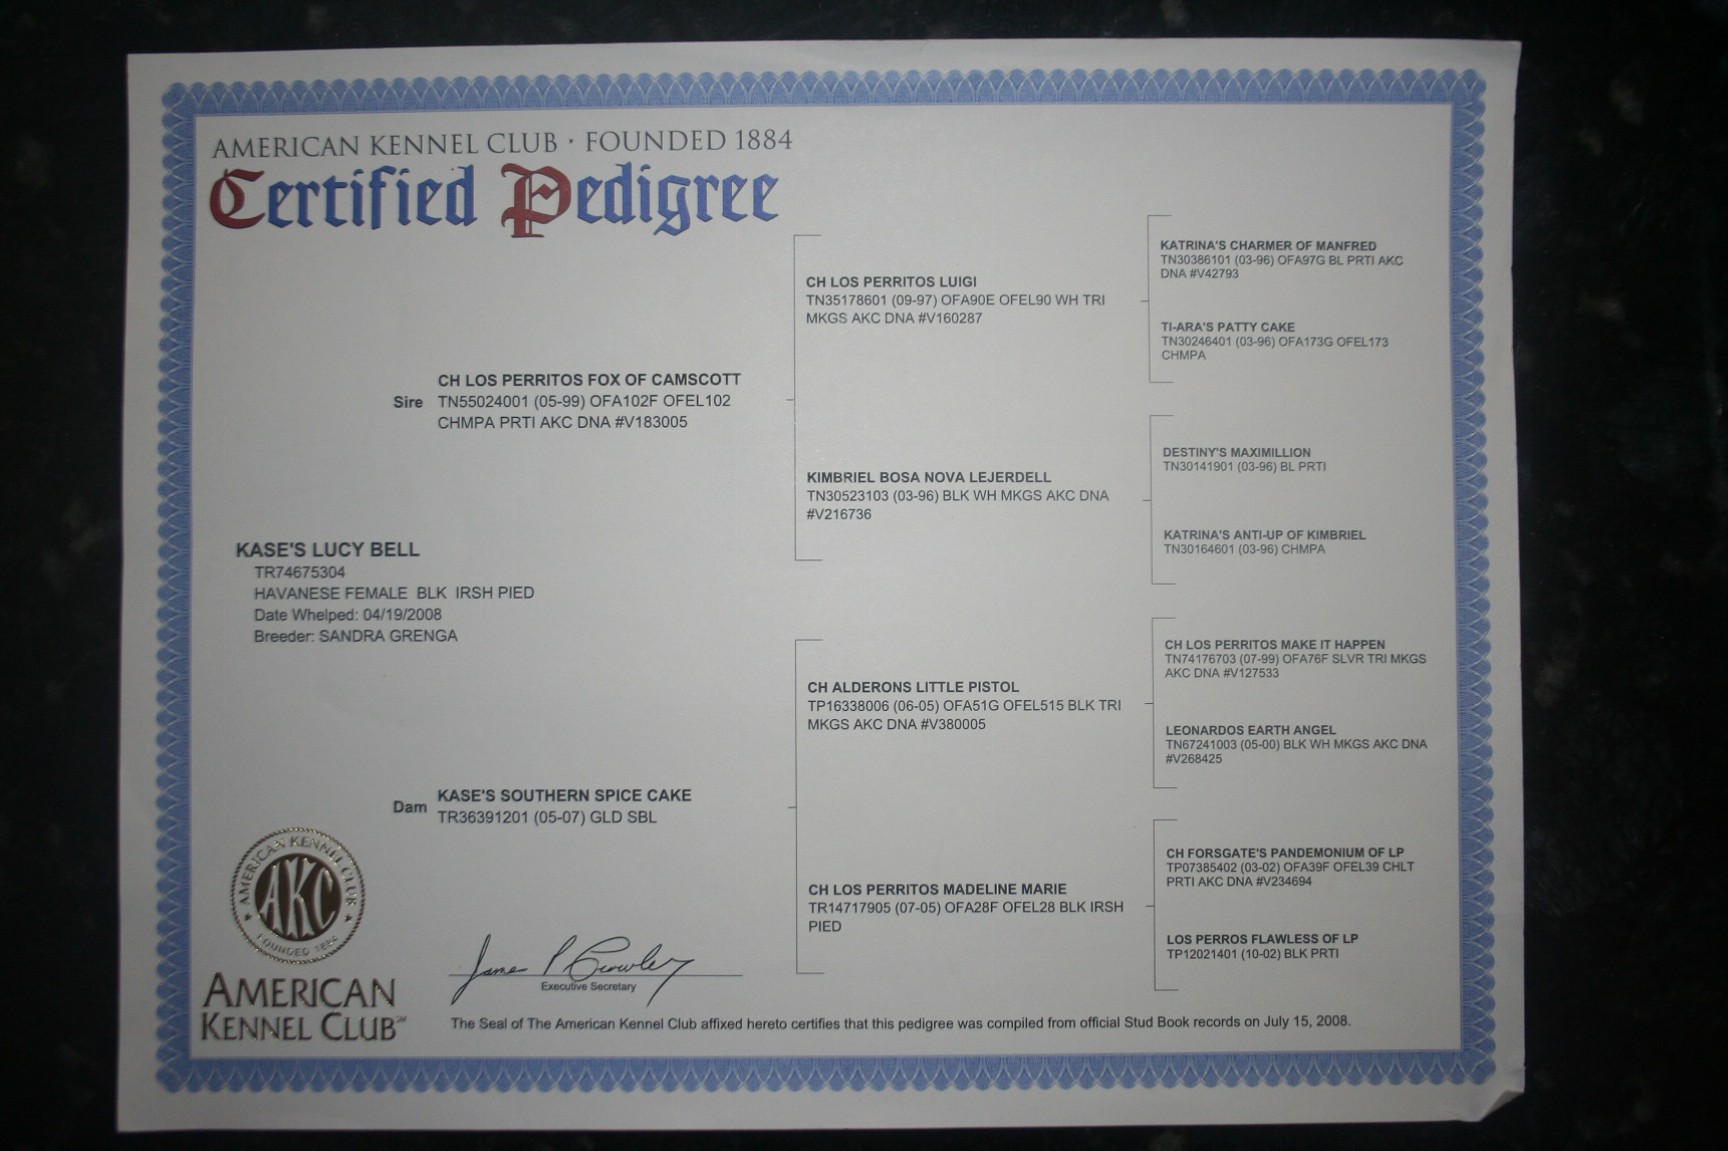 AMERICAN KENNEL CLUB · FOUNDED 1884
Certified Pedigree
KASE'S LUCY BELL
TR74675304
HAVANESE FEMALE BLK IRSH PIED
Date Whelped: 04/19/2008
Breeder: SANDRA GRENGA
Sire
CH LOS PERRITOS FOX OF CAMSCOTT
TN55024001 (05-99) OFA102F OFEL102
CHMPA PRTI AKC DNA #V183005
Dam
KASE'S SOUTHERN SPICE CAKE
TR36391201 (05-07) GLD SBL
CH LOS PERRITOS LUIGI
TN35178601 (09-97) OFA90E OFEL90 WH TRI
MKGS AKC DNA #V160287
KIMBRIEL BOSA NOVA LEJERDELL
TN30523103 (03-96) BLK WH MKGS AKC DNA
#V216736
CH ALDERONS LITTLE PISTOL
TP16338006 (06-05) OFA51G OFEL515 BLK TRI
MKGS AKC DNA #V380005
CH LOS PERRITOS MADELINE MARIE
TR14717905 (07-05) OFA28F OFEL28 BLK IRSH
PIED
KATRINA'S CHARMER OF MANFRED
TN30386101 (03-96) OFA97G BL PRTI AKC
DNA #V42793
TI-ARA'S PATTY CAKE
TN30246401 (03-96) OFA173G OFEL173
CHMPA
DESTINY'S MAXIMILLION
TN30141901 (03-96) BL PRTI
KATRINA'S ANTI-UP OF KIMBRIEL
TN30164601 (03-96) CHMPA
CH LOS PERRITOS MAKE IT HAPPEN
TN74176703 (07-99) OFA76F SLVR TRI MKGS
AKC DNA #V127533
LEONARDOS EARTH ANGEL
TN67241003 (05-00) BLK WH MKGS AKC DNA
#V268425
CH FORSGATE'S PANDEMONIUM OF LP
TP07385402 (03-02) OFA39F OFEL39 CHLT
PRTI AKC DNA #V234694
LOS PERROS FLAWLESS OF LP
TP12021401 (10-02) BLK PRTI
AMERICAN KENNEL CLUB
AKC
FOUNDED 1884
AMERICAN
KENNEL CLUB℠
James P Crowley
Executive Secretary
The Seal of The American Kennel Club affixed hereto certifies that this pedigree was compiled from official Stud Book records on July 15, 2008.